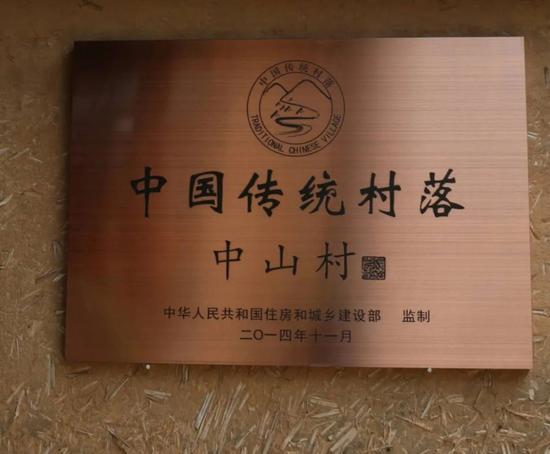 中国传统村落
TRADITIONAL CHINESE VILLAGE
中国传统村落
中山村
中华人民共和国住房和城乡建设部 监制
二〇一四年十一月